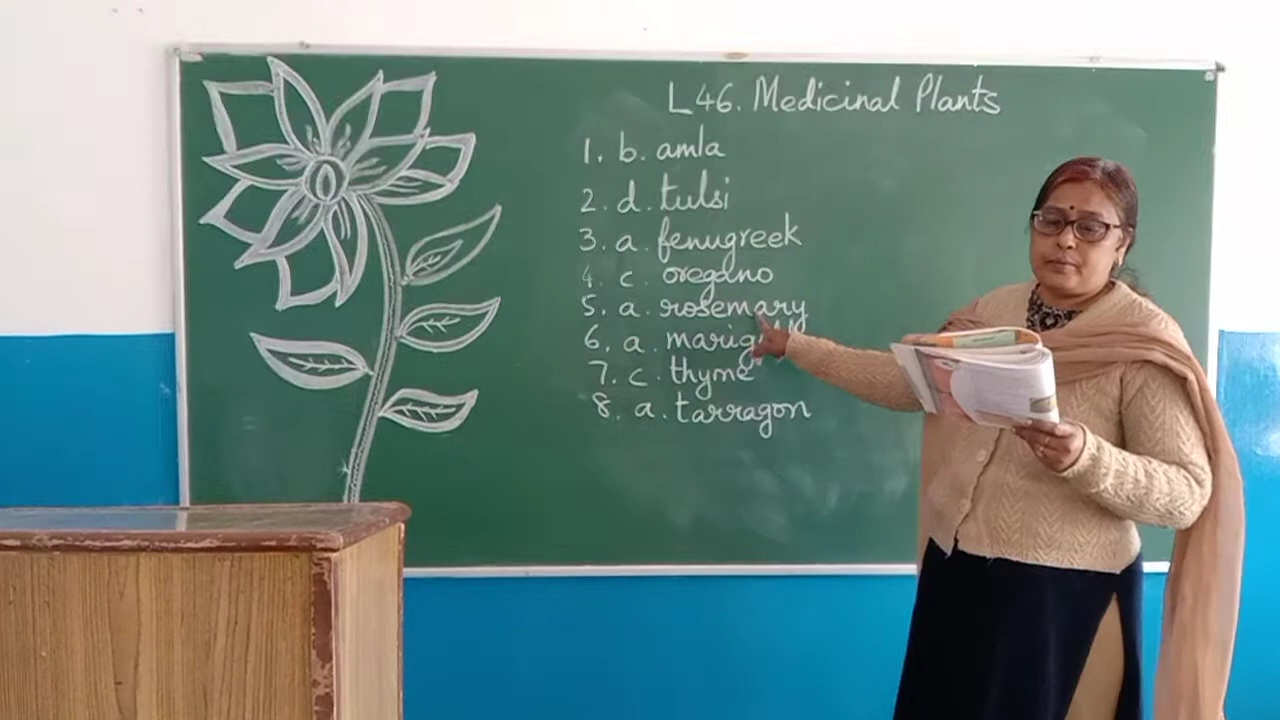 L46. Medicinal Plants
1. b. amla
2. d. tulsi
3. a. fenugreek
4. c. oregano
5. a. rosemary
6. a.
7. c. thyme
8. a. tarragon